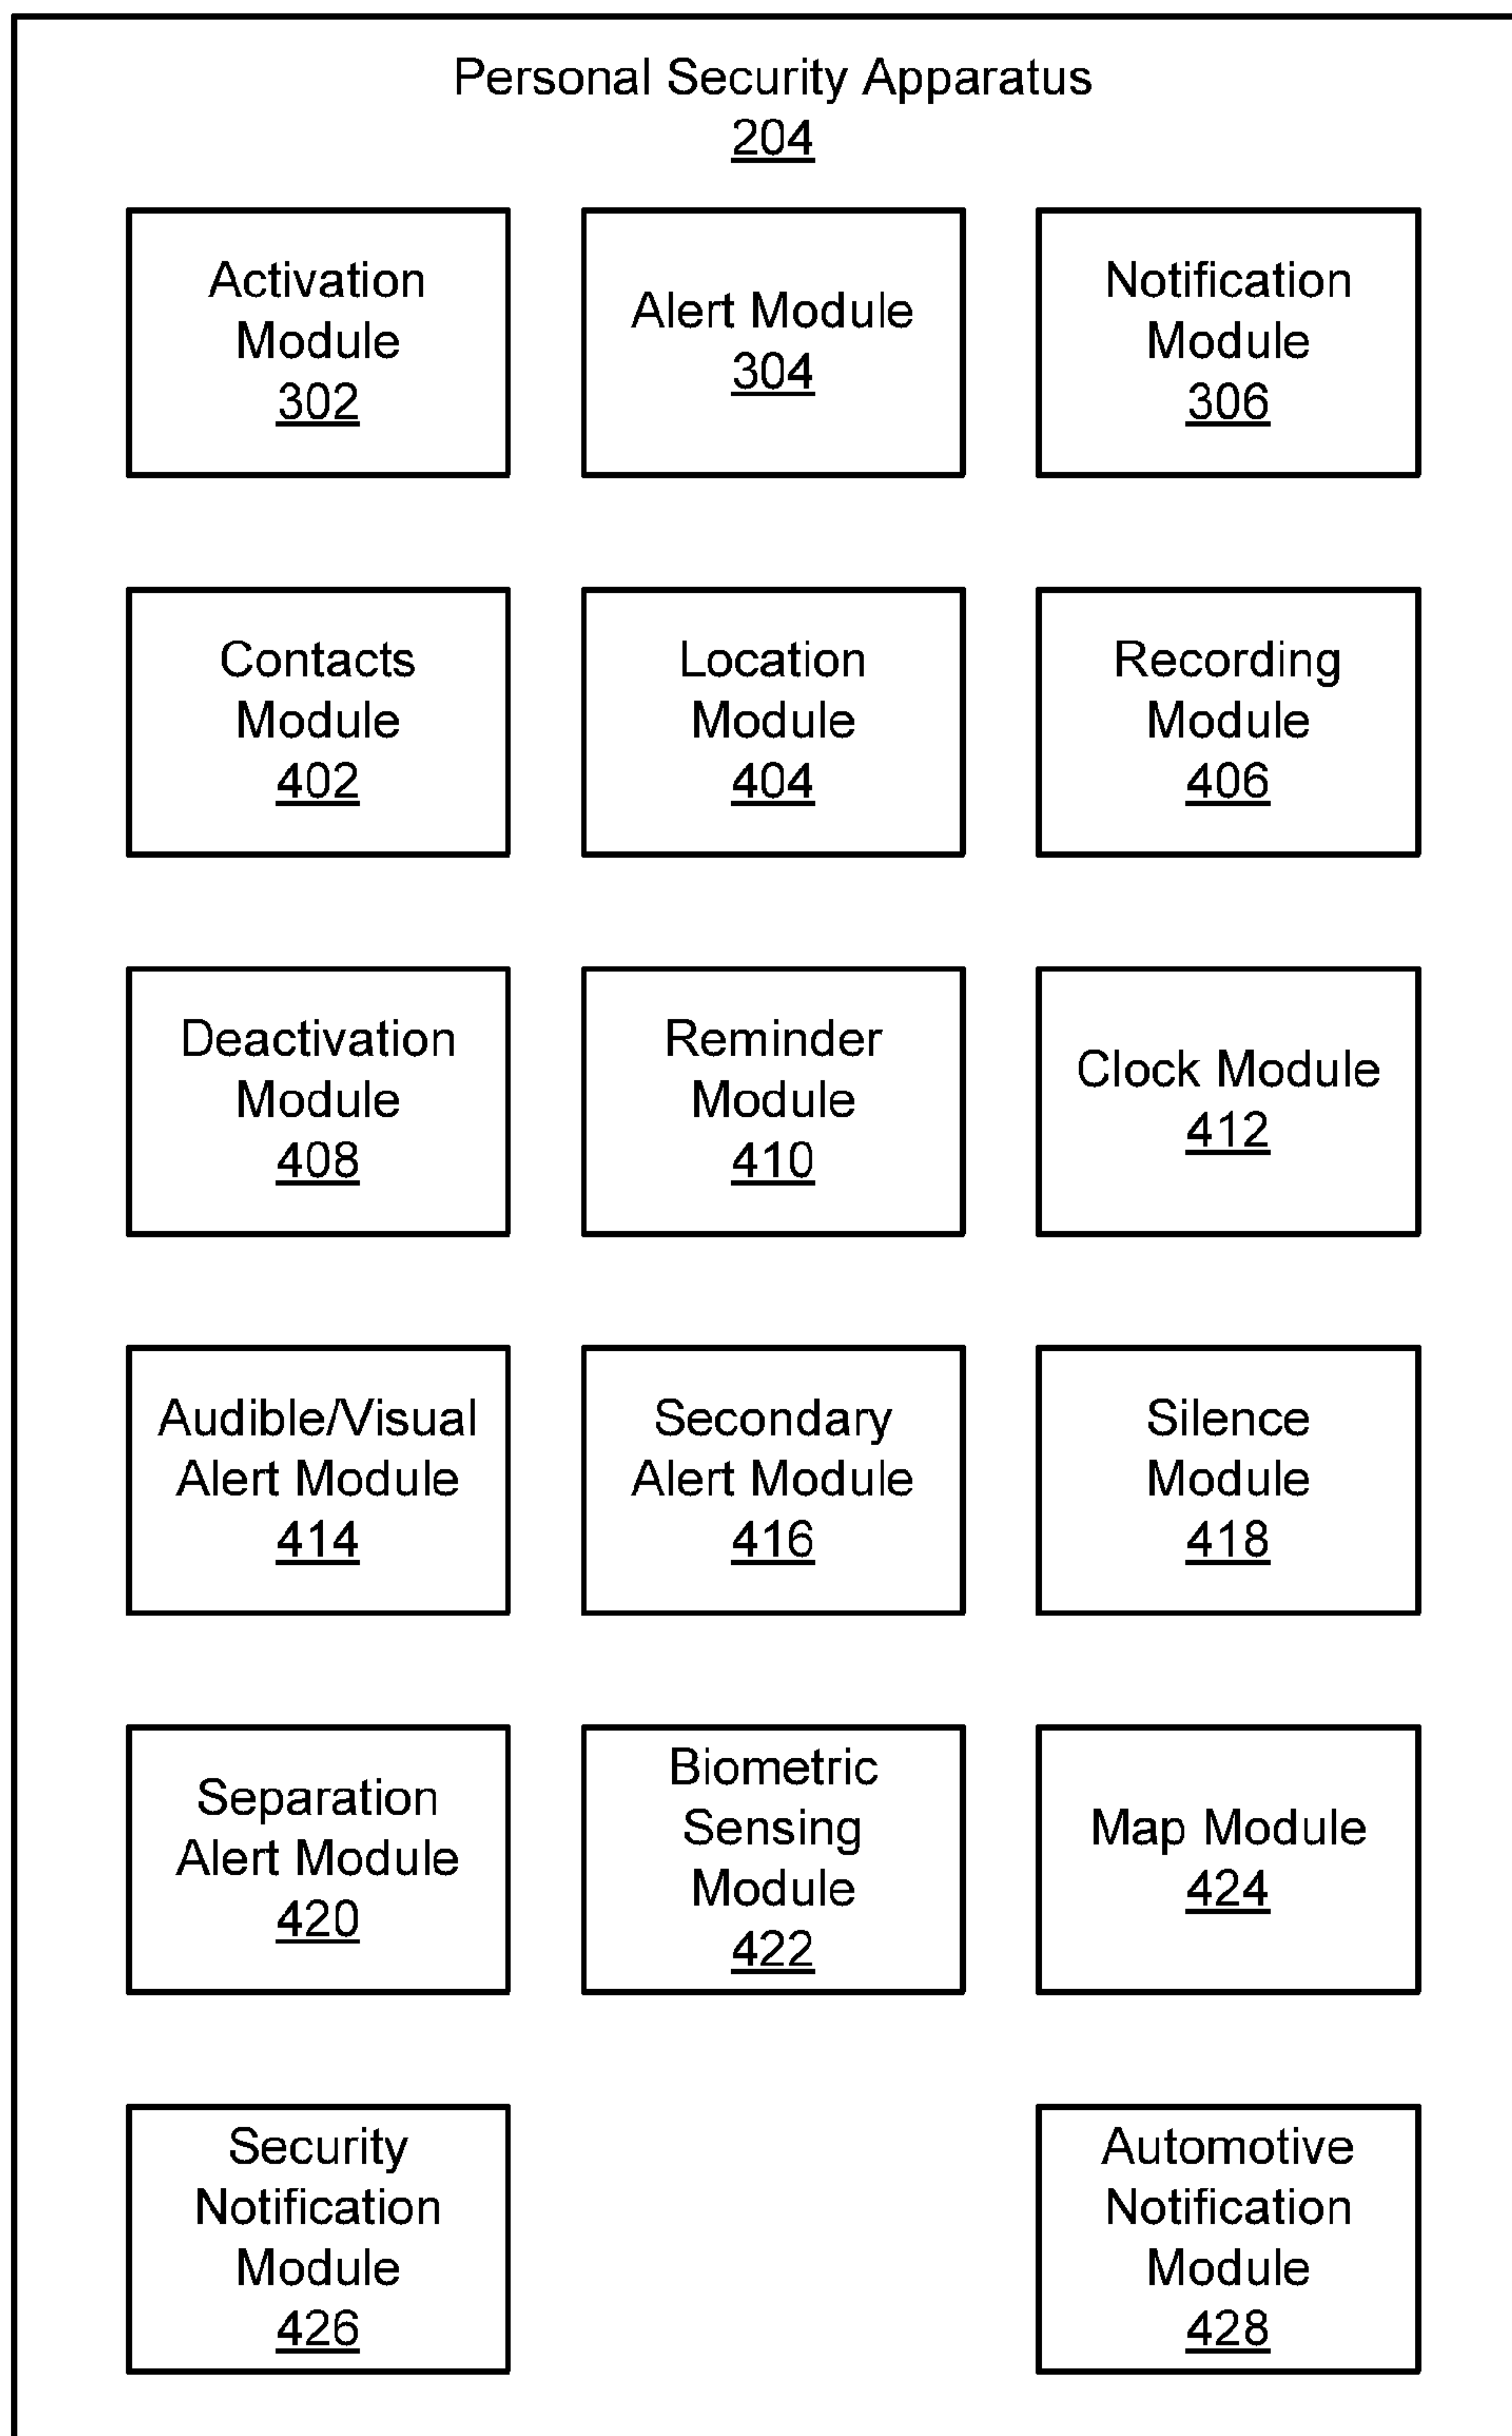 Personal Security Apparatus
204
Activation
Module
302
Alert Module
304
Notification
Module
306
Contacts
Module
402
Location
Module
404
Recording
Module
406
Deactivation
Module
408
Reminder
Module
410
Clock Module
412
Audible/Visual
Alert Module
414
Secondary
Alert Module
416
Silence
Module
418
Separation
Alert Module
420
Biometric
Sensing
Module
422
Map Module
424
Security
Notification
Module
426
Automotive
Notification
Module
428